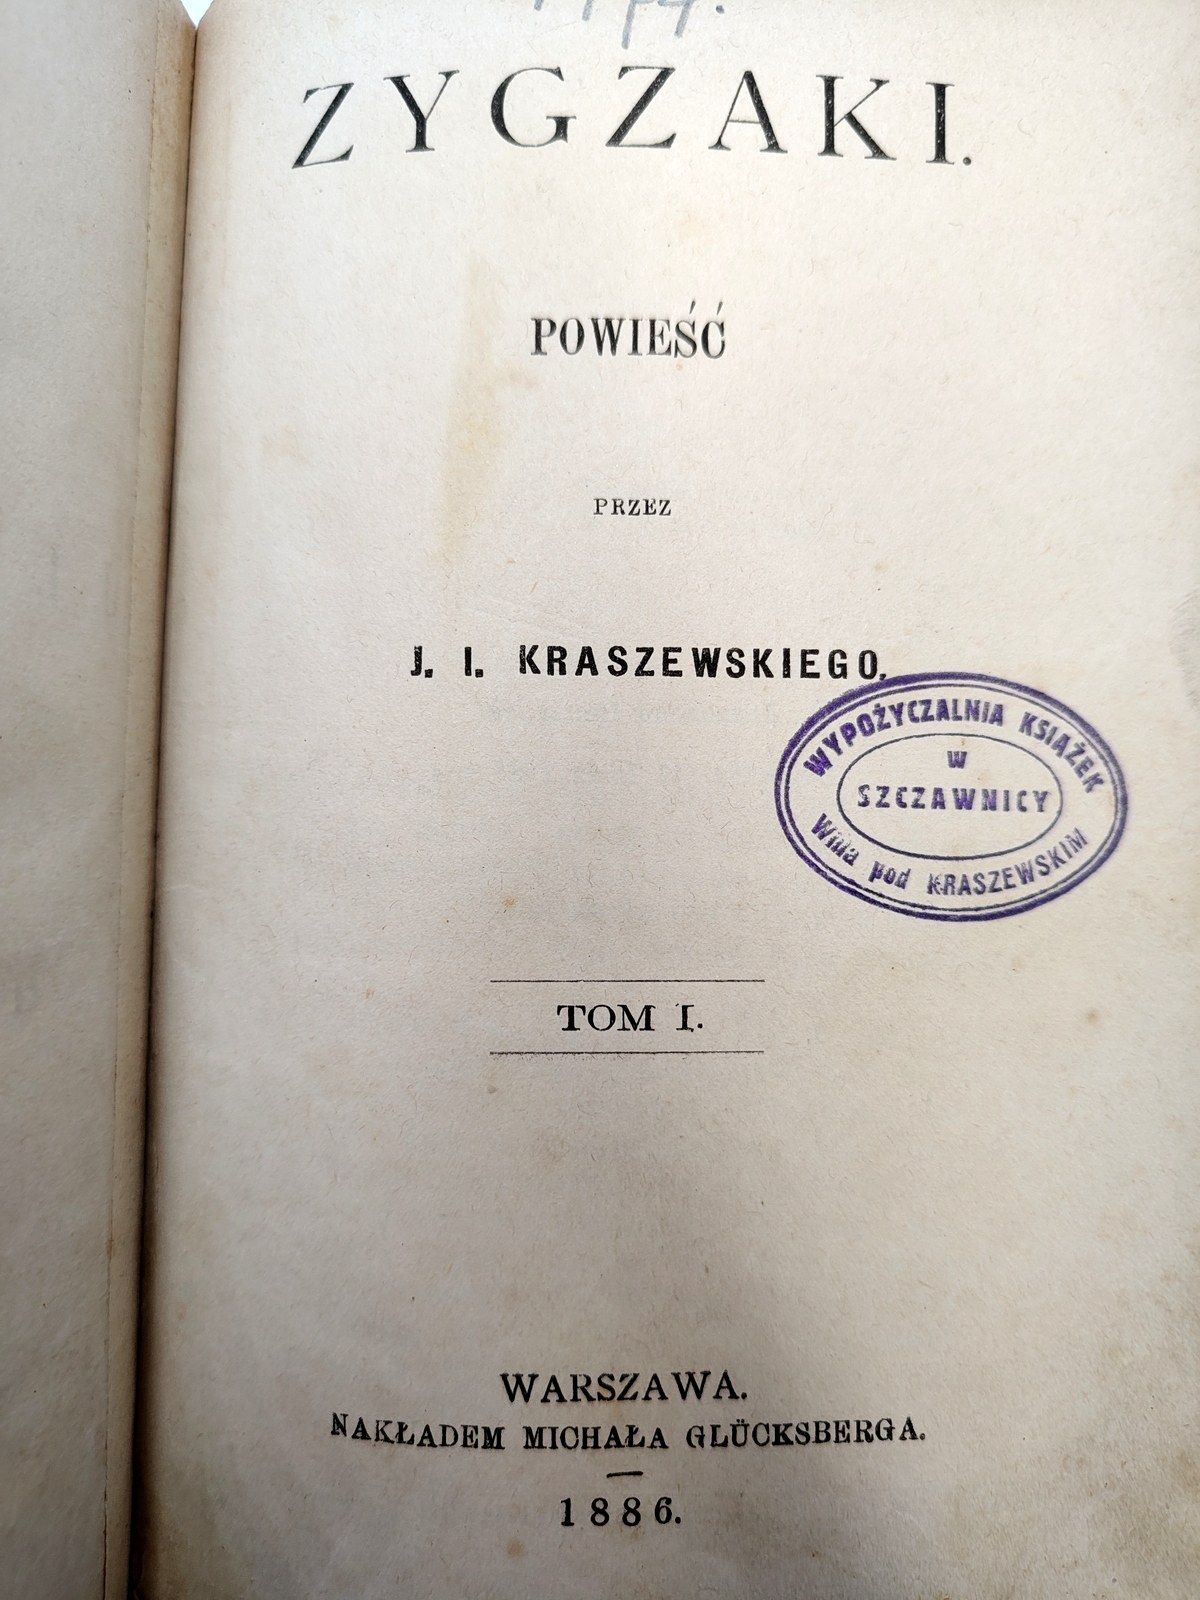 ZYGZAKI.
POWIEŚĆ
PRZEZ
J. I. KRASZEWSKIEGO.
WYPOŻYCZALNIA KSIĄŻEK
W
SZCZAWNICY
Willa pod KRASZEWSKIM
TOM I.
WARSZAWA.
NAKŁADEM MICHAŁA GLÜCKSBERGA.
1886.